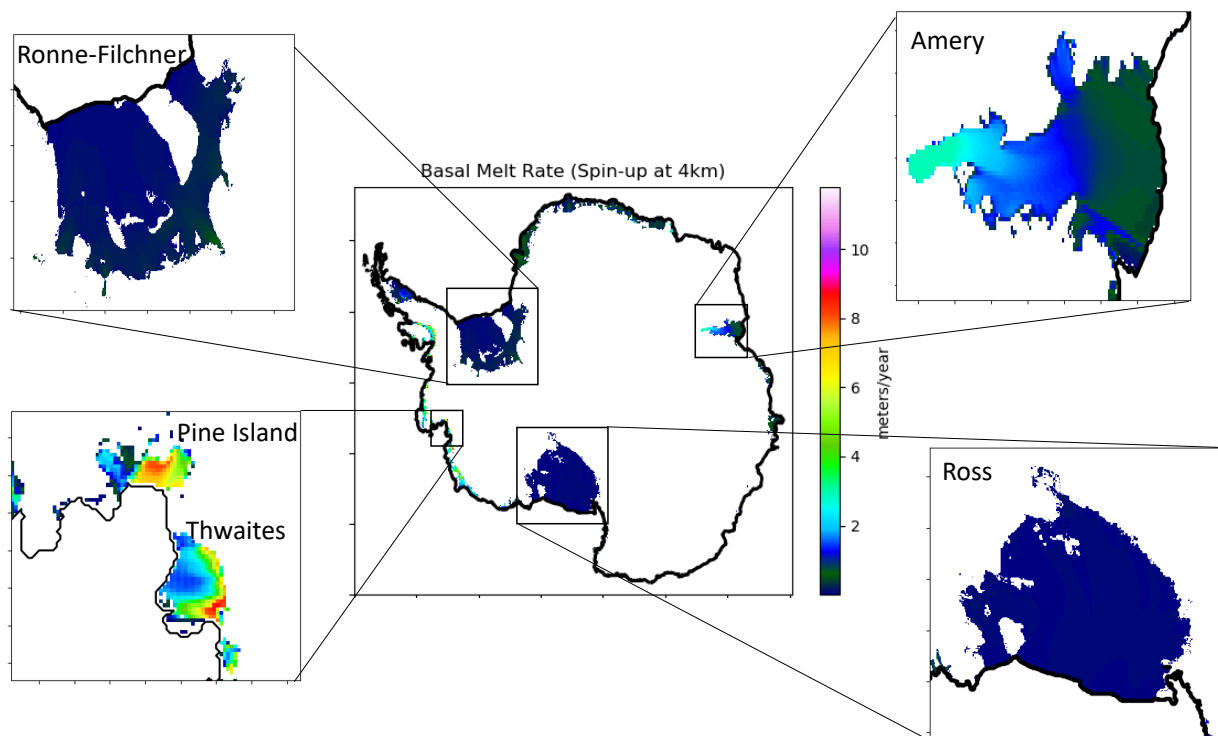 Ronne-Filchner
Amery
Basal Melt Rate (Spin-up at 4km)
10
8
6
4
2
meters/year
Pine Island
Thwaites
Ross